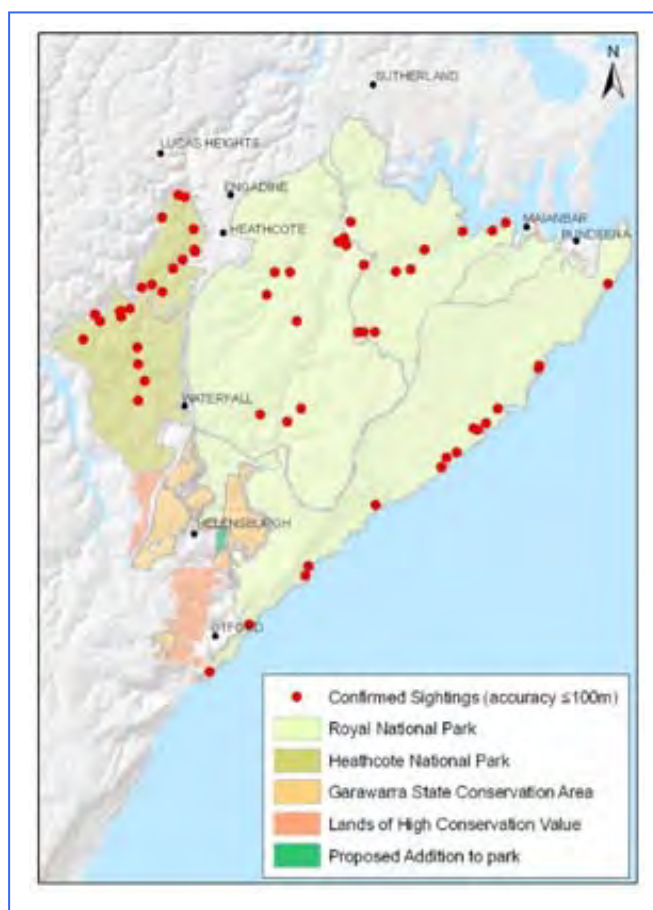 N
SUTHERLAND
LUCAS HEIGHTS
ENGADINE
HEATHCOTE
MAIANBAR
BUNDEENA
WATERFALL
HELENSBURGH
OTFORD
Confirmed Sightings (accuracy ≤100m)
Royal National Park
Heathcote National Park
Garawarra State Conservation Area
Lands of High Conservation Value
Proposed Addition to park